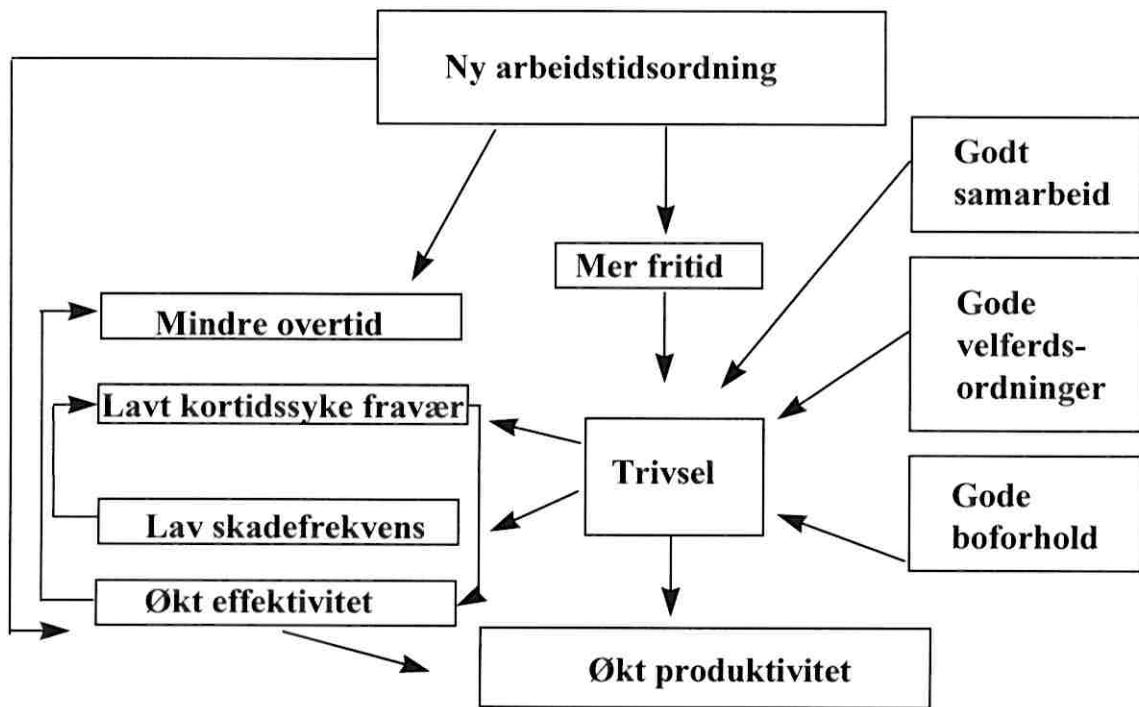 Ny arbeidstidsordning
Godt
samarbeid
Mer fritid
Gode
velferds-
ordninger
Mindre overtid
Lavt kortidssyke fravær
Trivsel
Gode
boforhold
Lav skadefrekvens
Økt effektivitet
Økt produktivitet